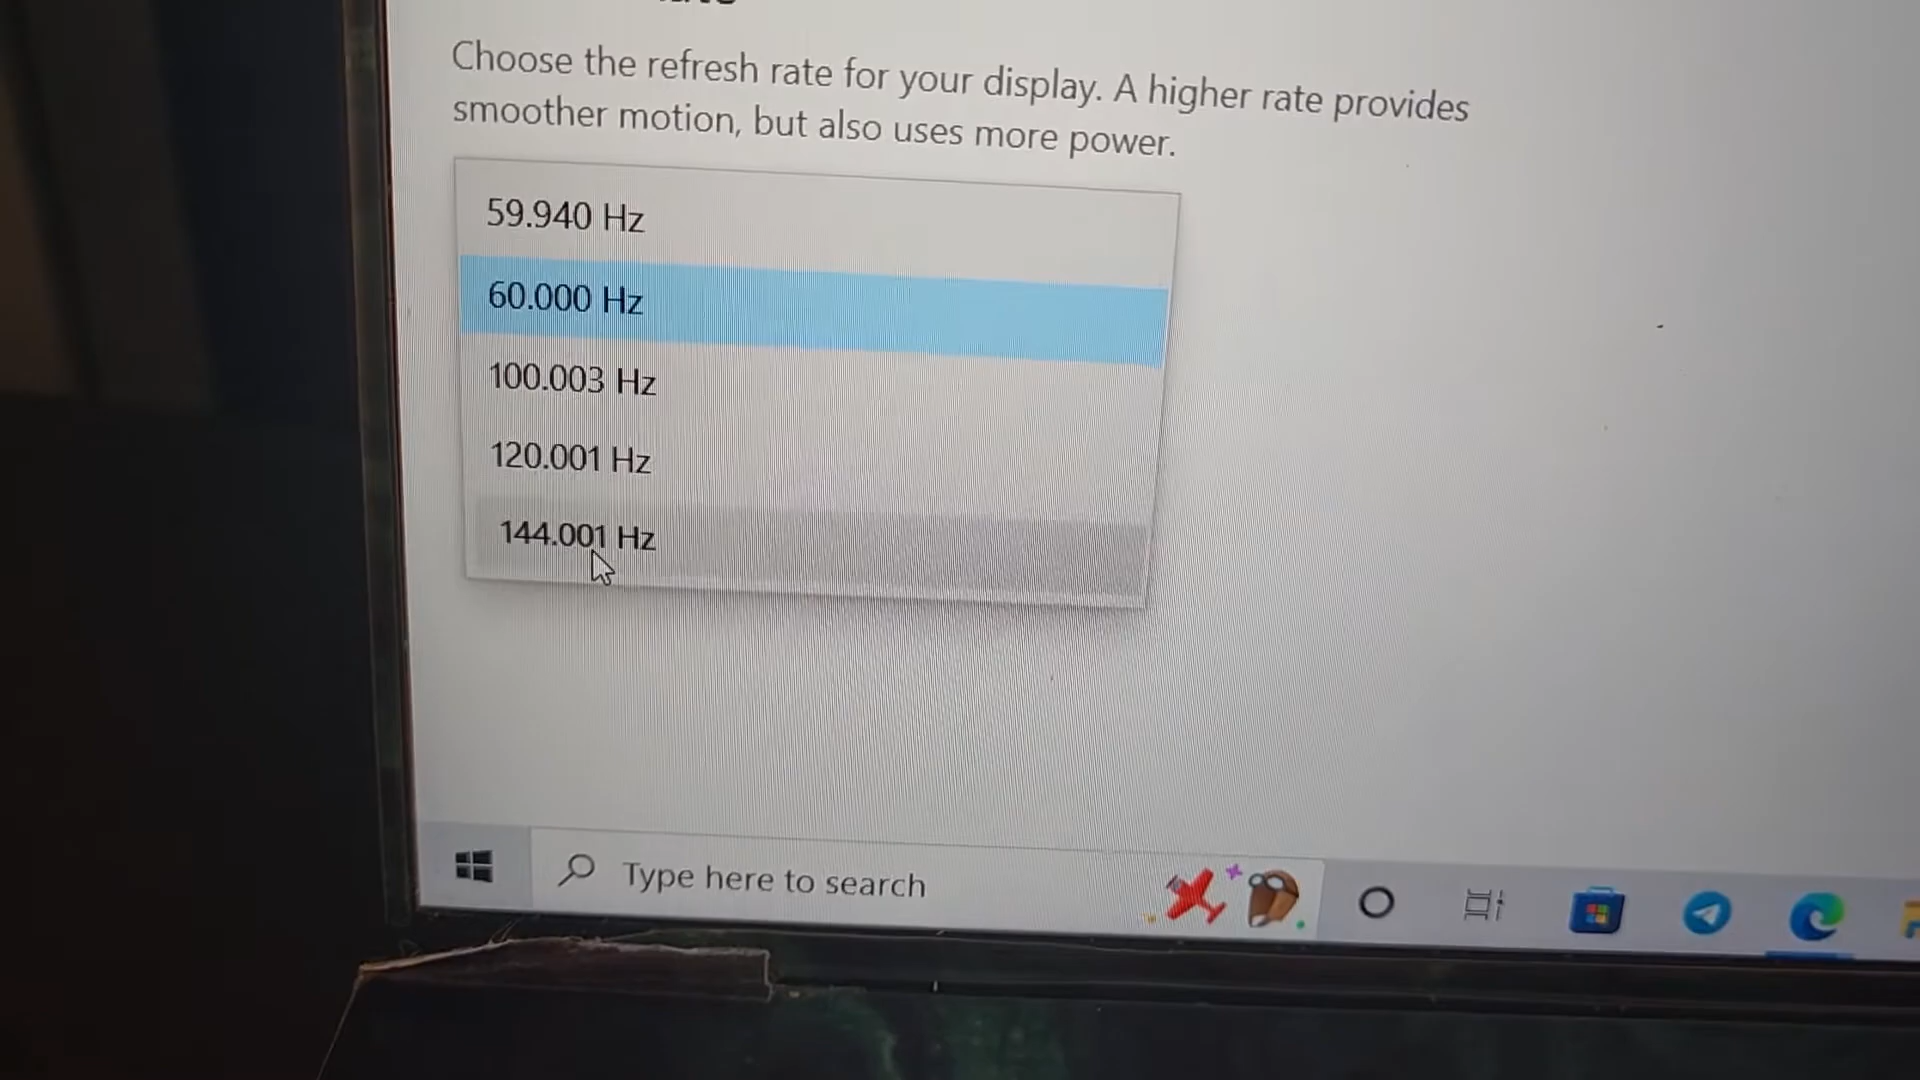 Choose the refresh rate for your display. A higher rate provides
smoother motion, but also uses more power.
59.940 Hz
60.000 Hz
100.003 Hz
120.001 Hz
144.001 Hz
Type here to search